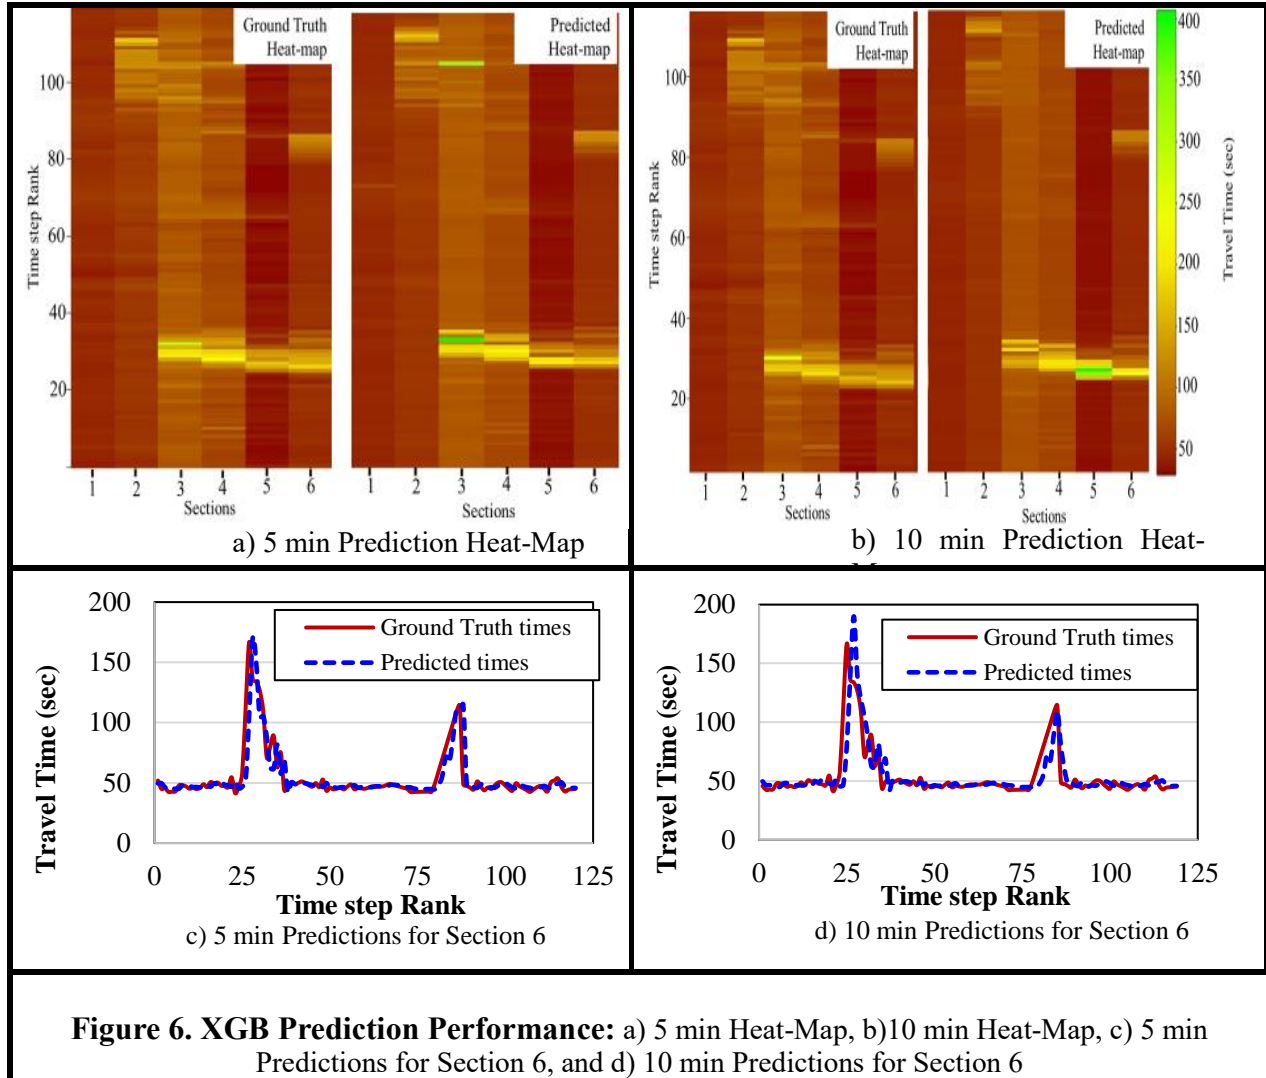 Ground Truth
Heat-map
Predicted
Heat-map
Time step Rank
100
80
60
40
20
1 2 3 4 5 6
Sections
1 2 3 4 5 6
Sections
a) 5 min Prediction Heat-Map
Ground Truth
Heat-map
Predicted
Heat-map
Time step Rank
100
80
60
40
20
1 2 3 4 5 6
Sections
1 2 3 4 5 6
Sections
400
350
300
250
200
150
100
50
Travel Time (sec)
b) 10 min Prediction Heat-
200
150
100
50
0
Travel Time (sec)
Ground Truth times
Predicted times
0 25 50 75 100 125
Time step Rank
c) 5 min Predictions for Section 6
200
150
100
50
0
Travel Time (sec)
Ground Truth times
Predicted times
0 25 50 75 100 125
Time step Rank
d) 10 min Predictions for Section 6
Figure 6. XGB Prediction Performance: a) 5 min Heat-Map, b)10 min Heat-Map, c) 5 min
Predictions for Section 6, and d) 10 min Predictions for Section 6